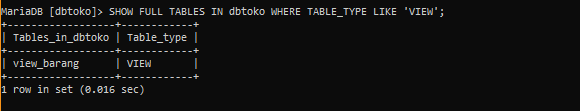 MariaDB [dbtoko]> SHOW FULL TABLES IN dbtoko WHERE TABLE_TYPE LIKE 'VIEW';
+------------------+------------+
| Tables_in_dbtoko | Table_type |
+------------------+------------+
| view_barang      | VIEW       |
+------------------+------------+
1 row in set (0.016 sec)